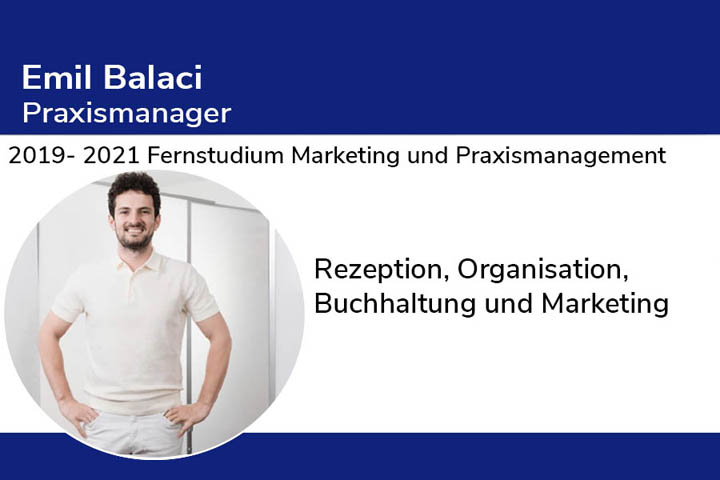 Emil Balaci
Praxismanager
2019- 2021 Fernstudium Marketing und Praxismanagement
Rezeption, Organisation,
Buchhaltung und Marketing